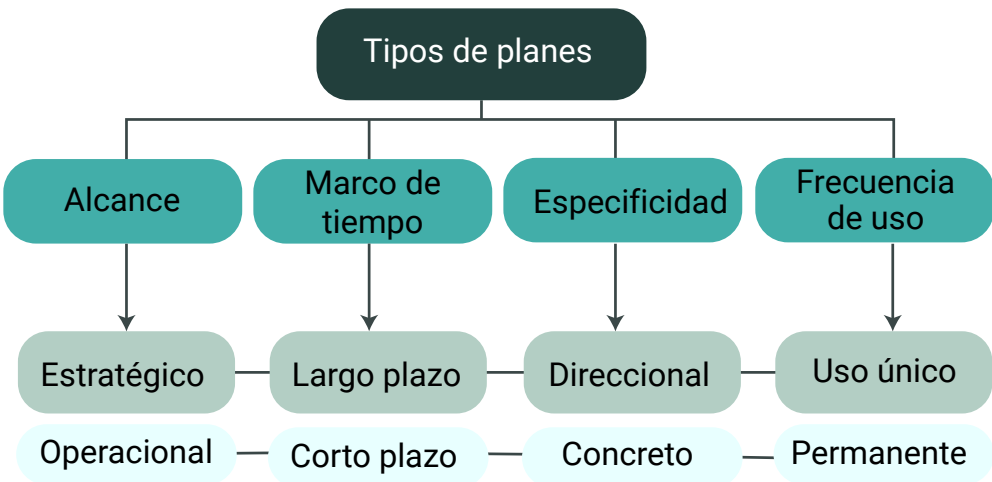 Tipos de planes
Alcance
Marco de
tiempo
Especificidad
Frecuencia
de uso
Estratégico
Largo plazo
Direccional
Uso único
Operacional
Corto plazo
Concreto
Permanente